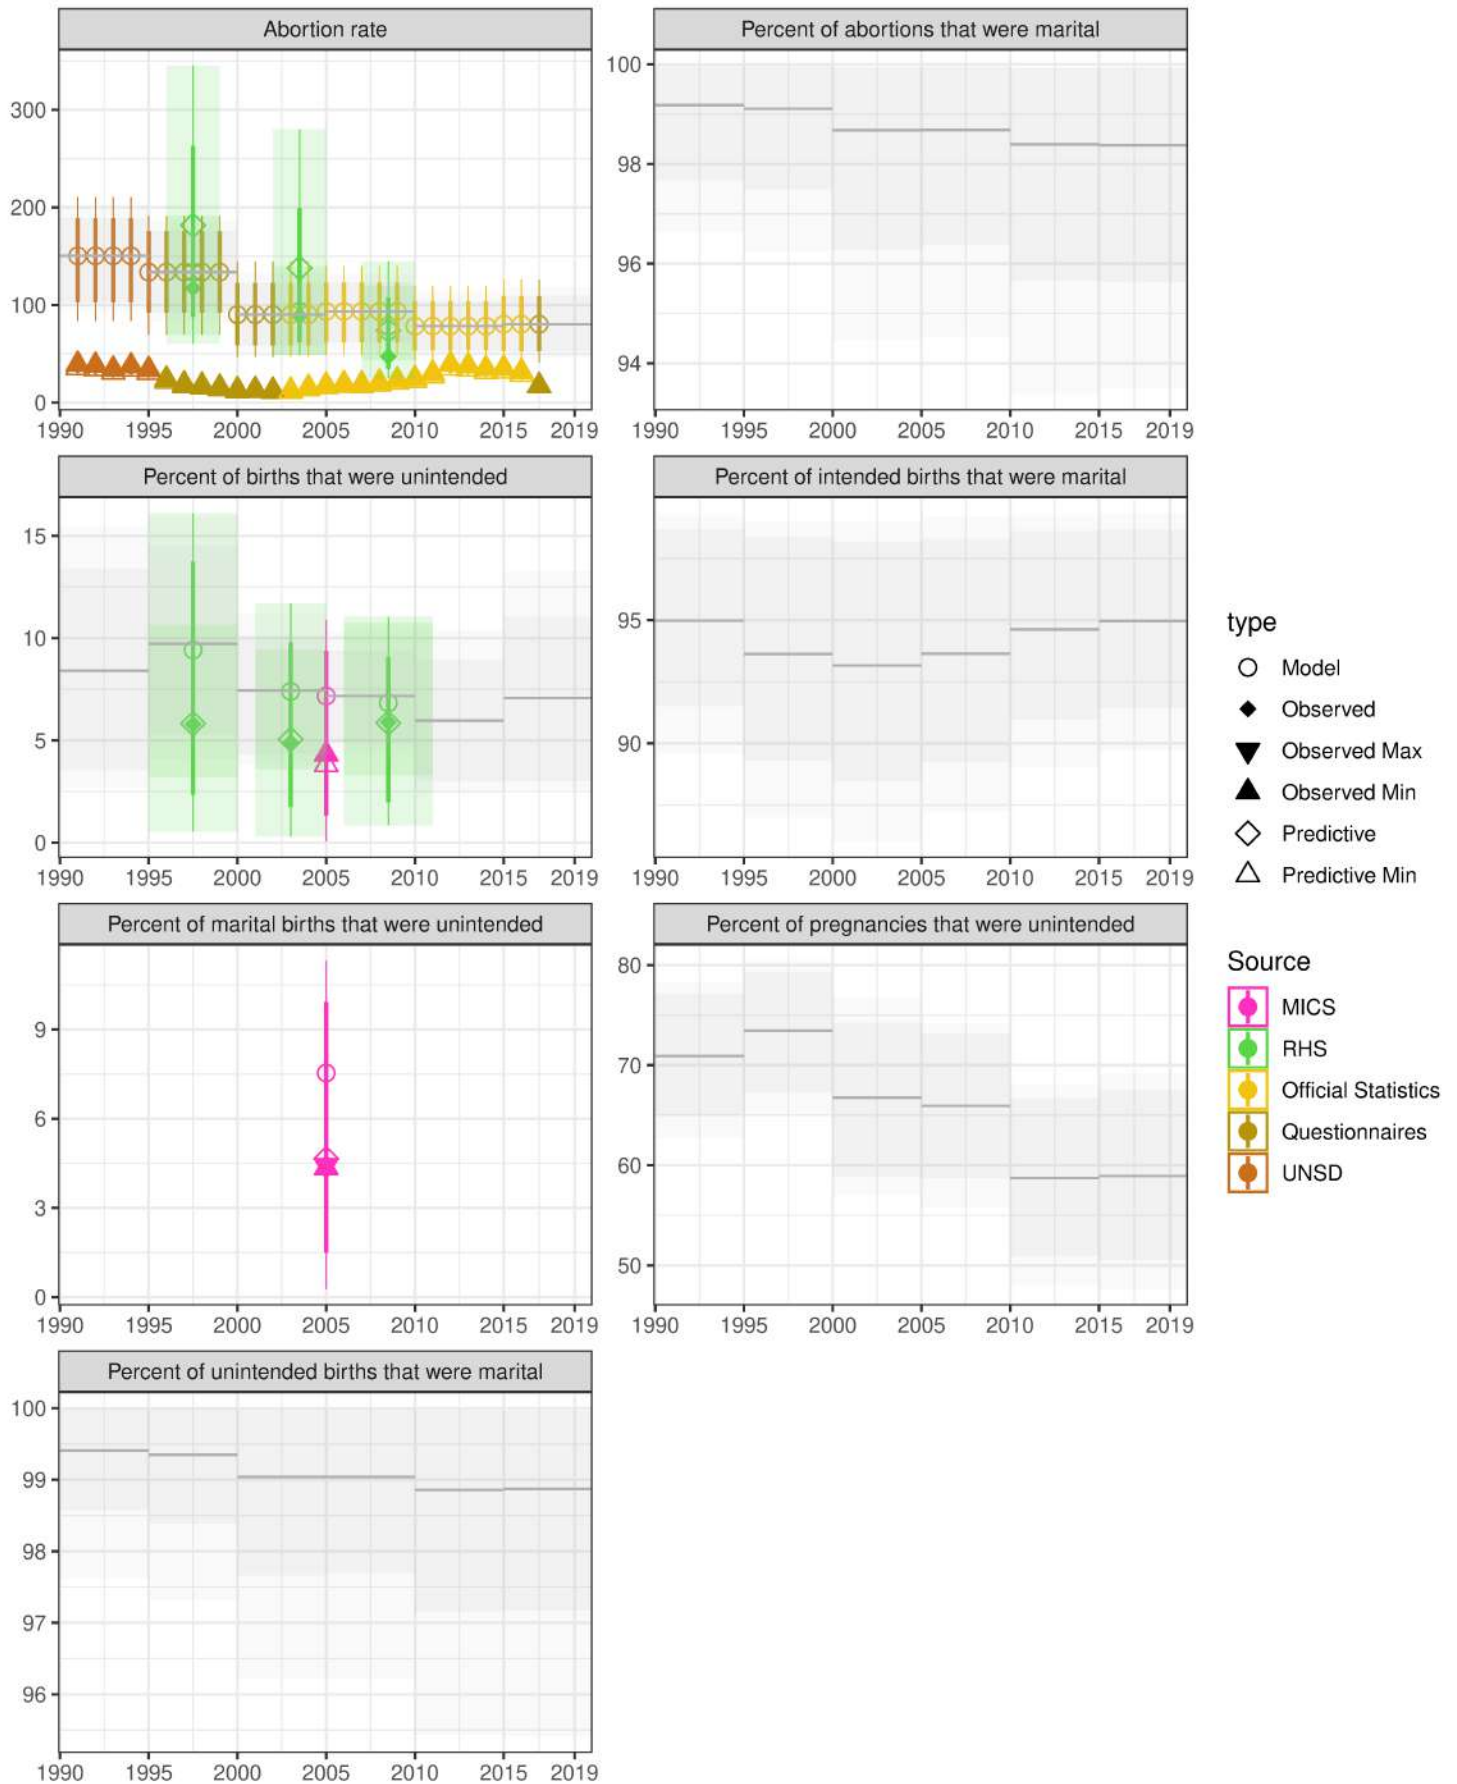 Abortion rate
300
200
100
0
1990 1995 2000 2005 2010 2015 2019
Percent of abortions that were marital
100
98
96
94
1990 1995 2000 2005 2010 2015 2019
Percent of births that were unintended
15
10
5
0
1990 1995 2000 2005 2010 2015 2019
Percent of intended births that were marital
95
90
1990 1995 2000 2005 2010 2015 2019
Percent of marital births that were unintended
9
6
3
0
1990 1995 2000 2005 2010 2015 2019
Percent of pregnancies that were unintended
80
70
60
50
1990 1995 2000 2005 2010 2015 2019
Percent of unintended births that were marital
100
99
98
97
96
1990 1995 2000 2005 2010 2015 2019
type
Model
Observed
Observed Max
Observed Min
Predictive
Predictive Min
Source
MICS
RHS
Official Statistics
Questionnaires
UNSD